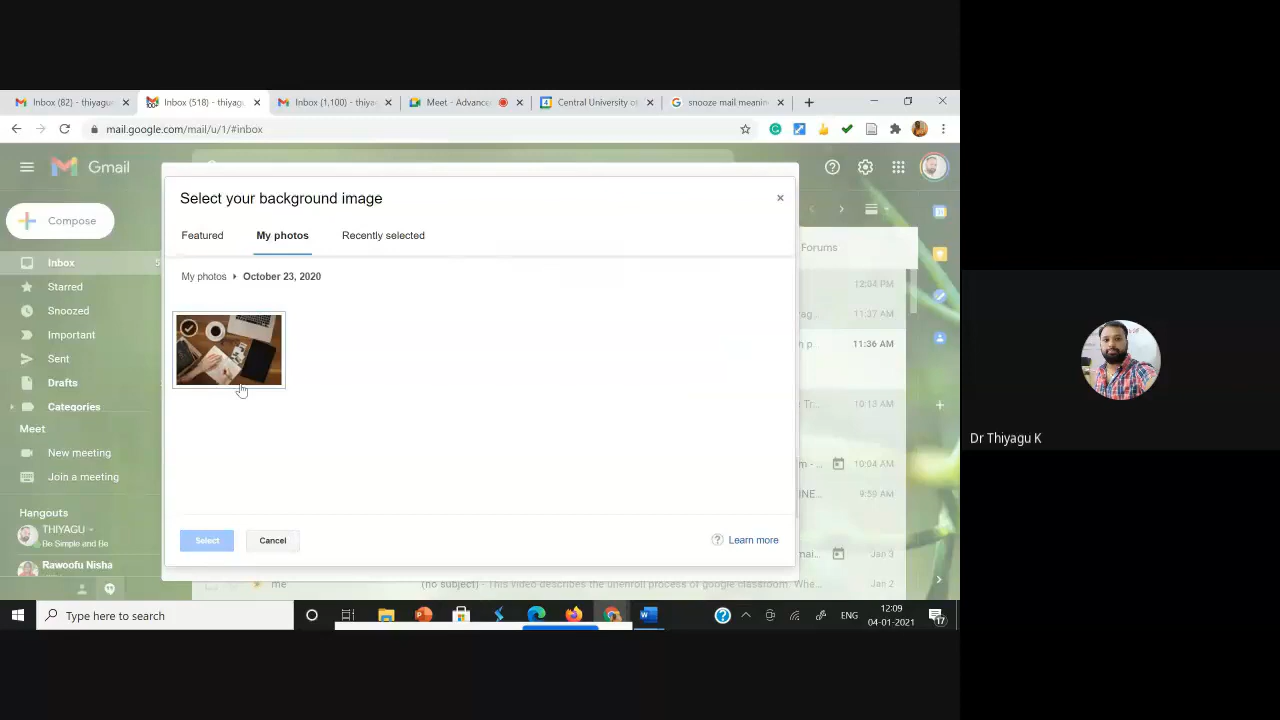 Inbox (82) - thiyagu
Inbox (518) - thiyagu
Inbox (1,100) - thiya
Meet - Advance
Central University of
snooze mail meanin
mail.google.com/mail/u/1/#inbox
Gmail
Compose
Inbox
5
Starred
Snoozed
Important
Sent
Drafts
Categories
Meet
New meeting
Join a meeting
Hangouts
THIYAGU
Be Simple and Be
Rawoofu Nisha
Select your background image
Featured
My photos
Recently selected
My photos
October 23, 2020
Select
Cancel
Learn more
Forums
12:04 PM
11:37 AM
11:36 AM
10:13 AM
10:04 AM
9:59 AM
Jan 3
me
(no subject) - This video describes the unenroll process of google classroom. Whe...
Jan 2
Type here to search
ENG
12:09
04-01-2021
17
Dr Thiyagu K